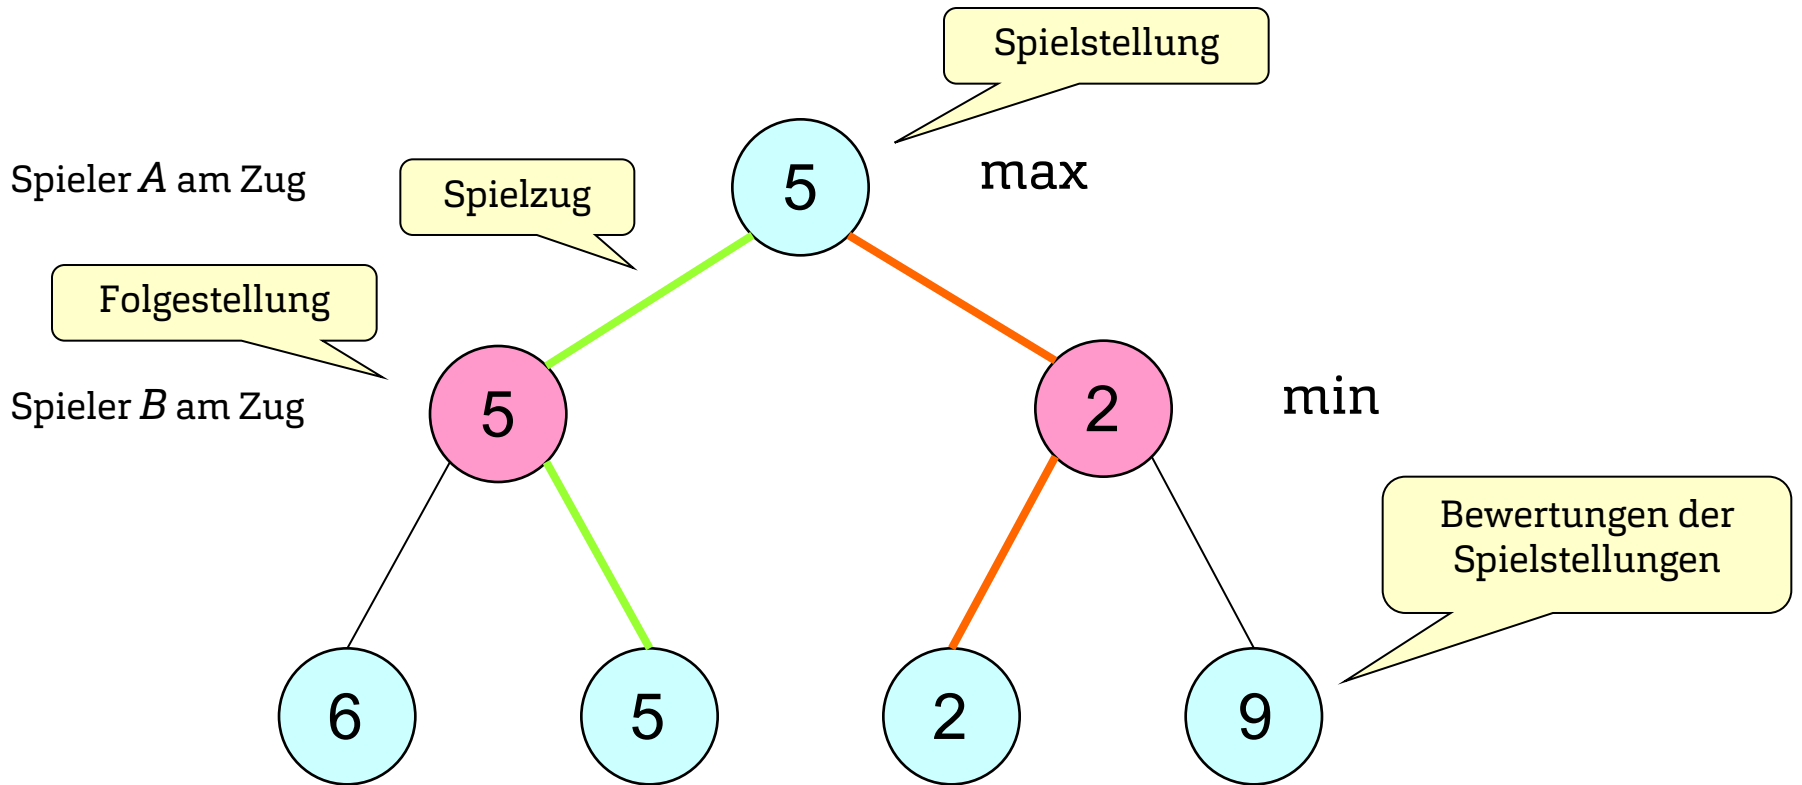 Spielstellung
Spieler A am Zug
Spielzug
5
max
Folgestellung
Spieler B am Zug
5
2
min
Bewertungen der
Spielstellungen
6
5
2
9